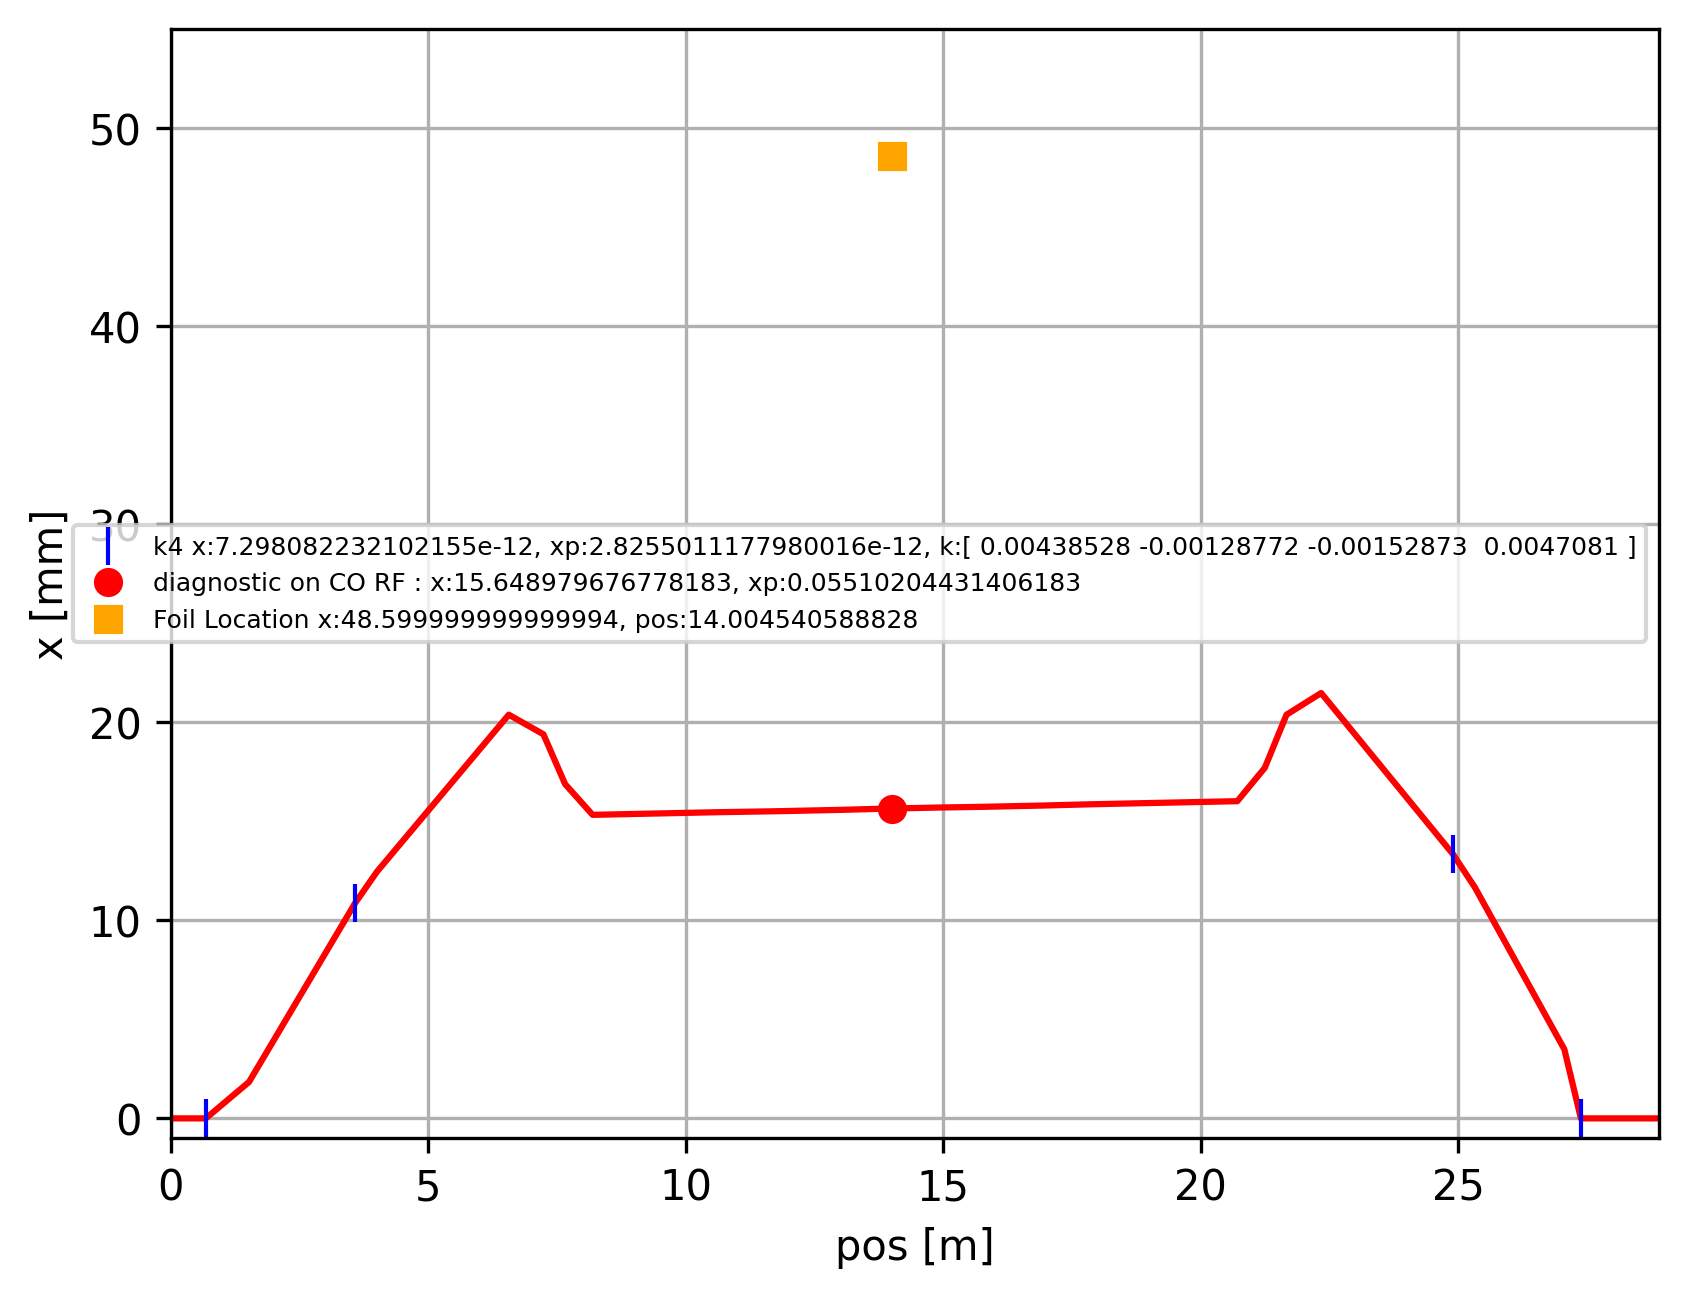 50
40
30
k4 x:7.298082232102155e-12, xp:2.8255011177980016e-12, k:[ 0.00438528 -0.00128772 -0.00152873  0.0047081 ]
diagnostic on CO RF : x:15.648979676778183, xp:0.05510204431406183
Foil Location x:48.599999999999994, pos:14.004540588828
x [mm]
20
10
0
0 5 10 15 20 25
pos [m]